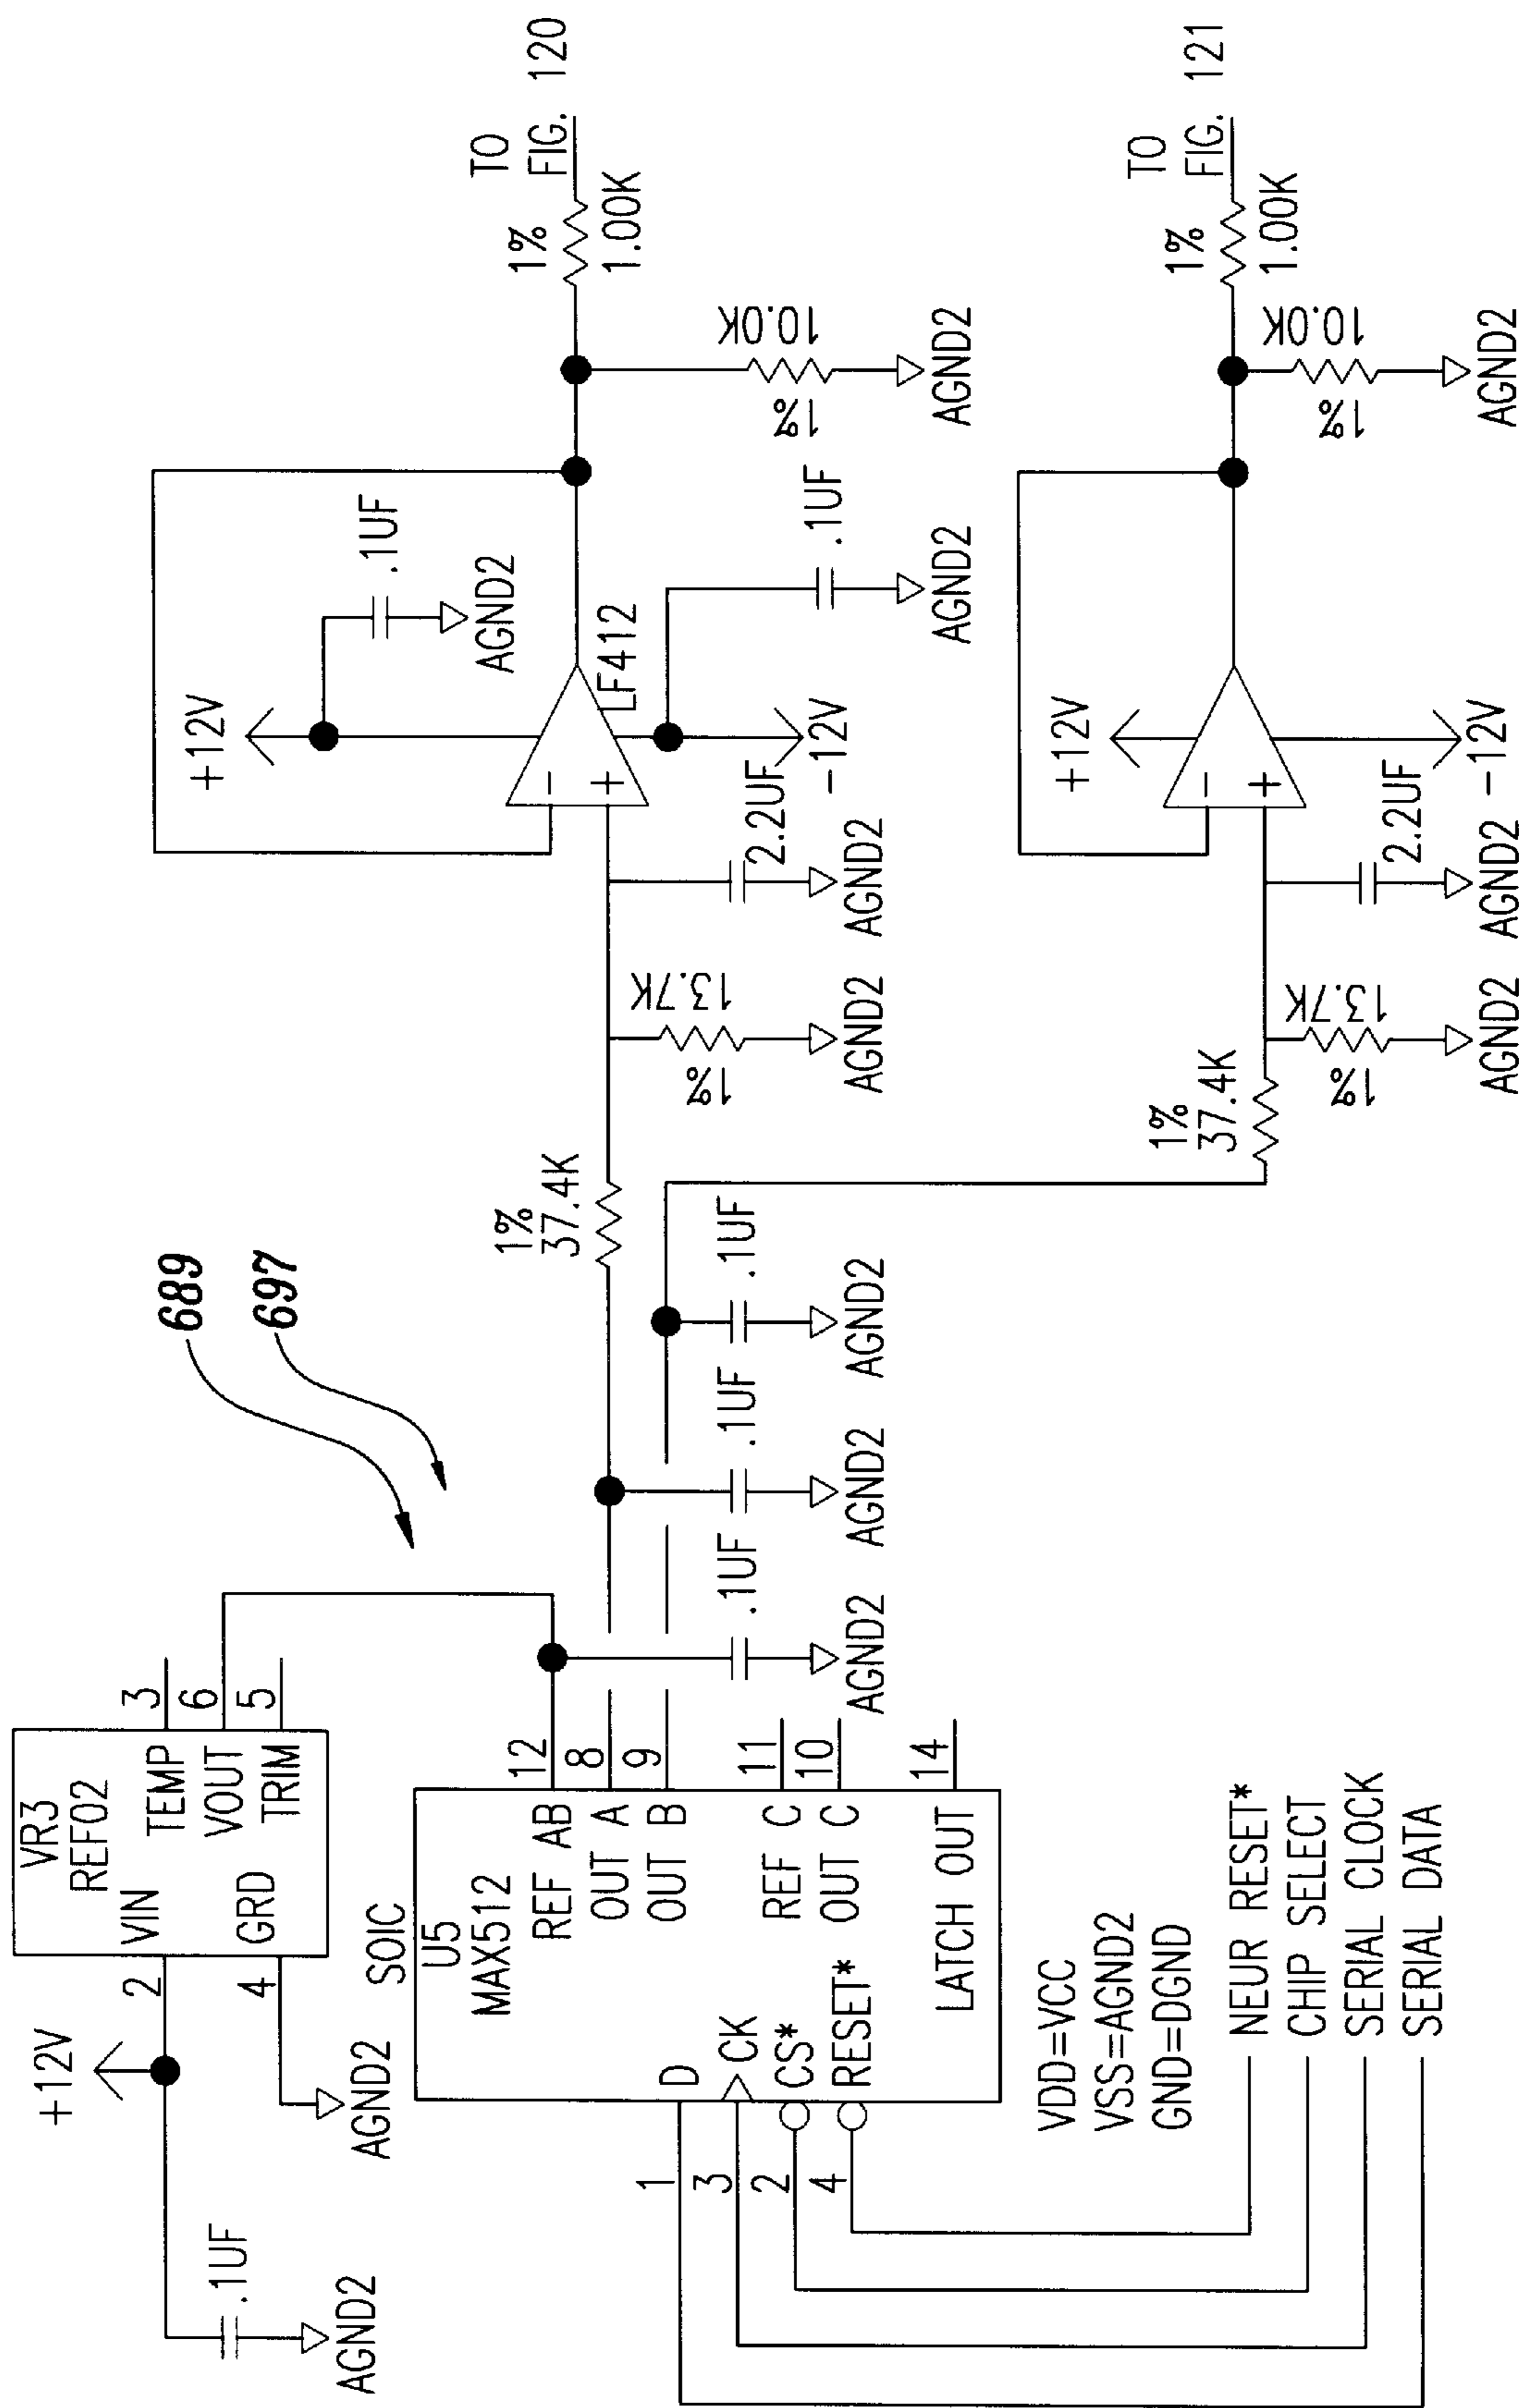 +12V
.1UF
AGND2
VR3
REF02
VIN
GRD
TEMP
VOUT
TRIM
2
4
3
6
5
AGND2
689
697
SOIC
U5
MAX512
D
CK
CS*
RESET*
REF AB
OUT A
OUT B
REF C
OUT C
LATCH OUT
1
3
2
4
12
8
9
11
10
14
VDD=VCC
VSS=AGND2
GND=DGND
NEUR RESET*
CHIP SELECT
SERIAL CLOCK
SERIAL DATA
.1UF
AGND2
.1UF
AGND2
.1UF
AGND2
1%
37.4K
1%
13.7K
AGND2
2.2UF
AGND2
+12V
.1UF
AGND2
-
+
LF412
-12V
.1UF
AGND2
1%
10.0K
AGND2
1%
1.00K
TO
FIG. 120
1%
37.4K
1%
13.7K
AGND2
2.2UF
AGND2
+12V
-
+
-12V
1%
10.0K
AGND2
1%
1.00K
TO
FIG. 121